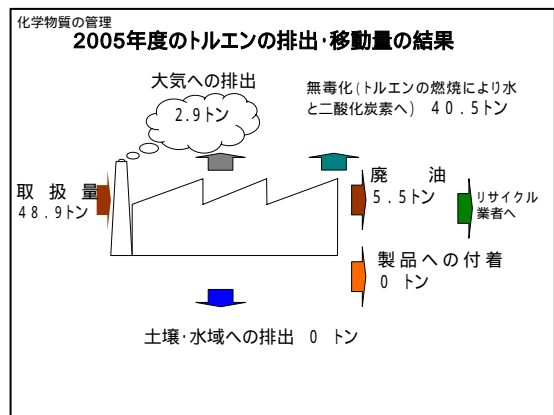 化学物質の管理
2005年度のトルエンの排出･移動量の結果
大気への排出
2.9トン
無毒化(トルエンの燃焼により水
と二酸化炭素へ) 40.5トン
取 扱 量
48.9トン
廃 油
5.5トン
リサイクル
業者へ
製品への付着
0 トン
土壌･水域への排出 0 トン